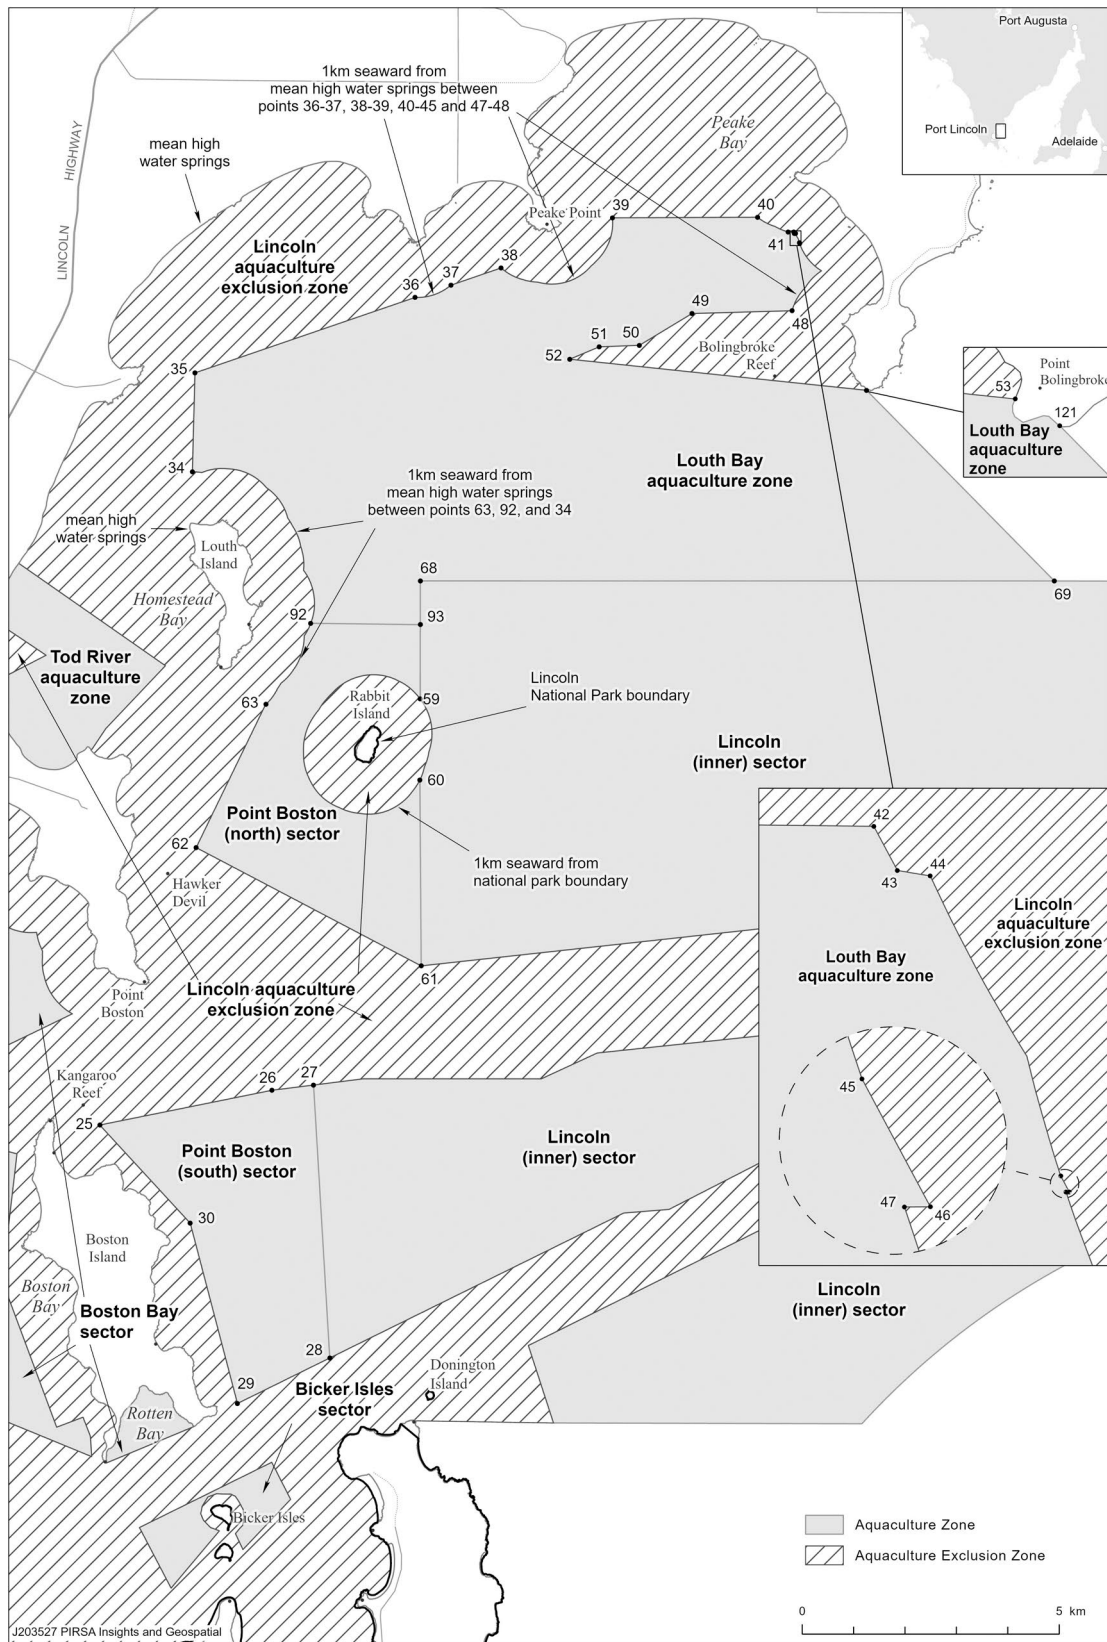 Port Augusta
Port Lincoln
Adelaide
1km seaward from
mean high water springs between
points 36-37, 38-39, 40-45 and 47-48
Peake
Bay
mean high
water springs
LINCOLN HIGHWAY
Peake Point
39
40
41
Lincoln
aquaculture
exclusion zone
38
37
36
49
48
51
50
52
Bolingbroke
Reef
35
53
Point
Bolingbroke
121
Louth Bay
aquaculture
zone
Louth Bay
aquaculture zone
34
1km seaward from
mean high water springs
between points 63, 92, and 34
mean high
water springs
Louth
Island
68
69
Homestead
Bay
92
93
Tod River
aquaculture
zone
63
Rabbit
Island
59
Lincoln
National Park boundary
Lincoln
(inner) sector
60
Point Boston
(north) sector
62
Hawker
Devil
1km seaward from
national park boundary
42
43
44
Lincoln
aquaculture
exclusion zone
Louth Bay
aquaculture zone
61
Point
Boston
Lincoln aquaculture
exclusion zone
Kangaroo
Reef
26
27
25
45
Point Boston
(south) sector
Lincoln
(inner) sector
47
46
30
Boston
Island
Boston
Bay
Boston Bay
sector
Lincoln
(inner) sector
28
29
Donington
Island
Bicker Isles
sector
Rotten
Bay
Bicker Isles
Aquaculture Zone
Aquaculture Exclusion Zone
0 5 km
J203527 PIRSA Insights and Geospatial